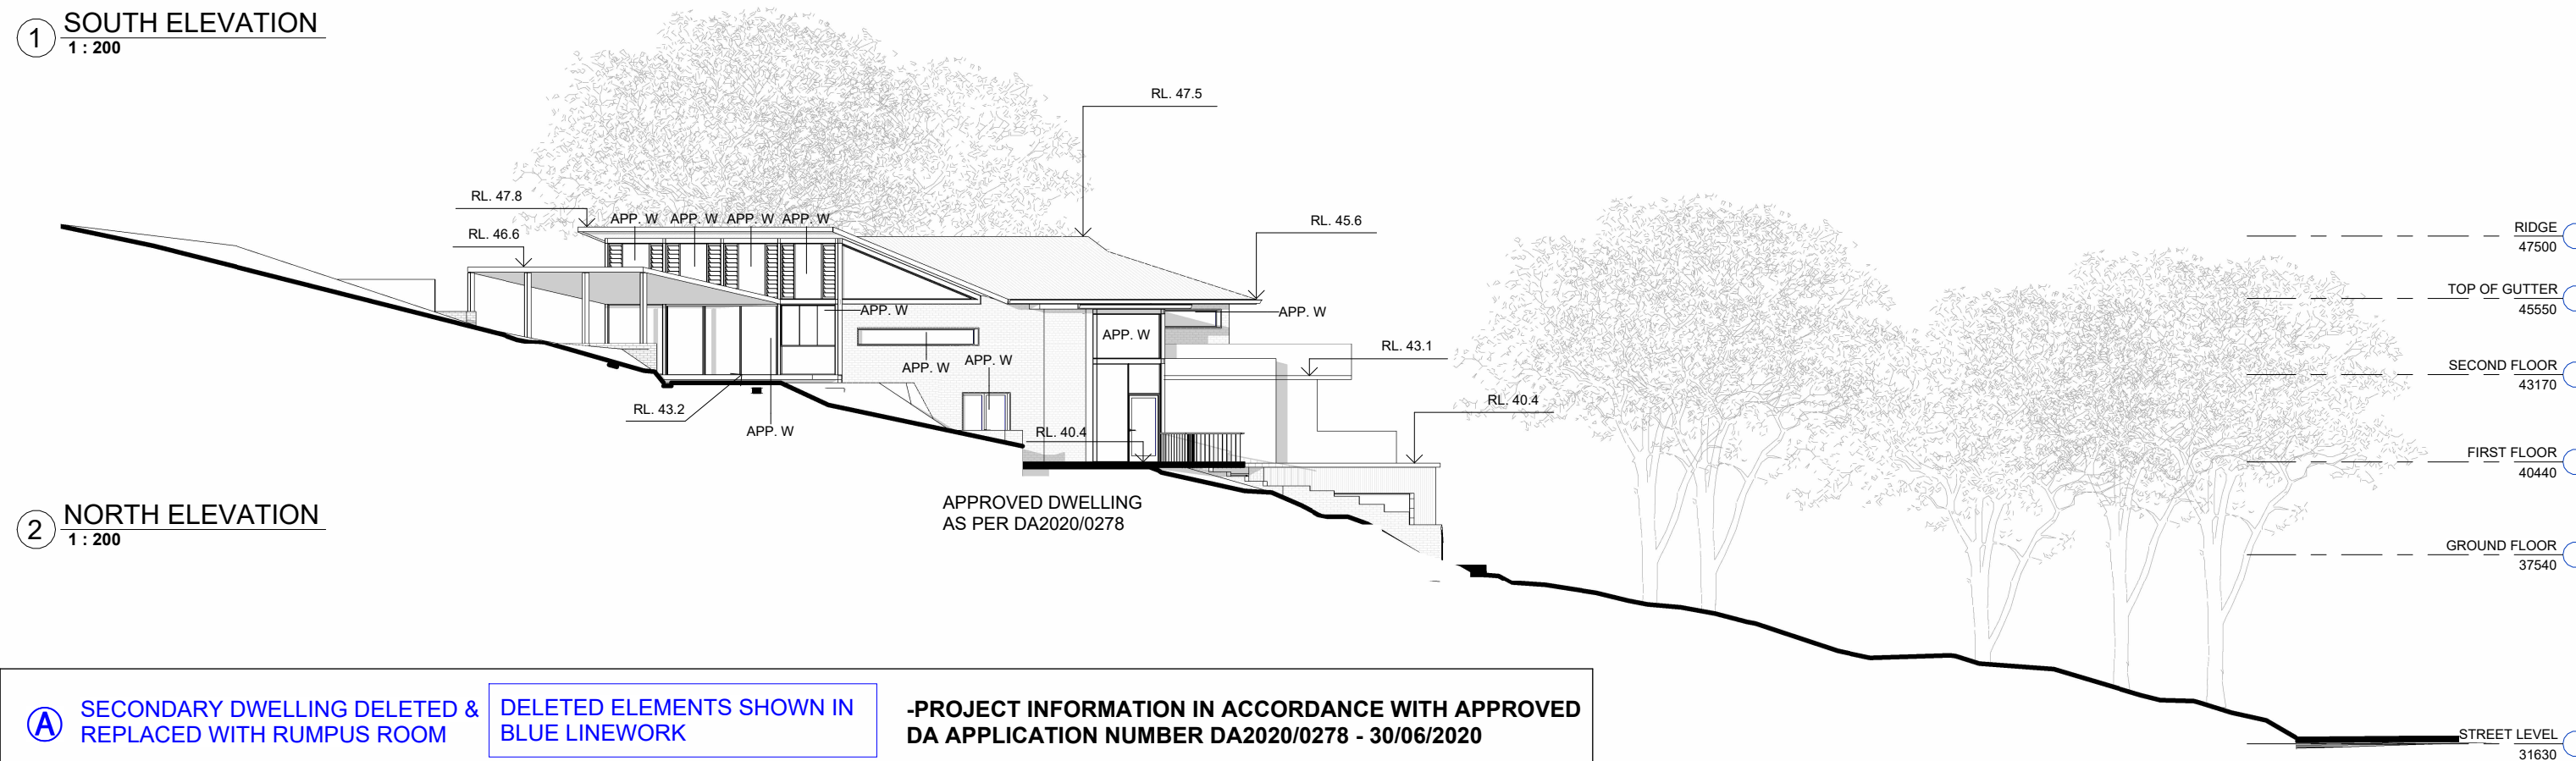 1 SOUTH ELEVATION
1 : 200
RL. 47.5
RL. 47.8
APP. W APP. W APP. W APP. W
RL. 45.6
RL. 46.6
RIDGE
47500
TOP OF GUTTER
45550
APP. W
APP. W
APP. W
RL. 43.1
APP. W
APP. W
SECOND FLOOR
43170
RL. 43.2
RL. 40.4
APP. W
RL. 40.4
FIRST FLOOR
40440
APPROVED DWELLING
AS PER DA2020/0278
2 NORTH ELEVATION
1 : 200
GROUND FLOOR
37540
A SECONDARY DWELLING DELETED &
REPLACED WITH RUMPUS ROOM
DELETED ELEMENTS SHOWN IN
BLUE LINEWORK
-PROJECT INFORMATION IN ACCORDANCE WITH APPROVED
DA APPLICATION NUMBER DA2020/0278 - 30/06/2020
STREET LEVEL
31630